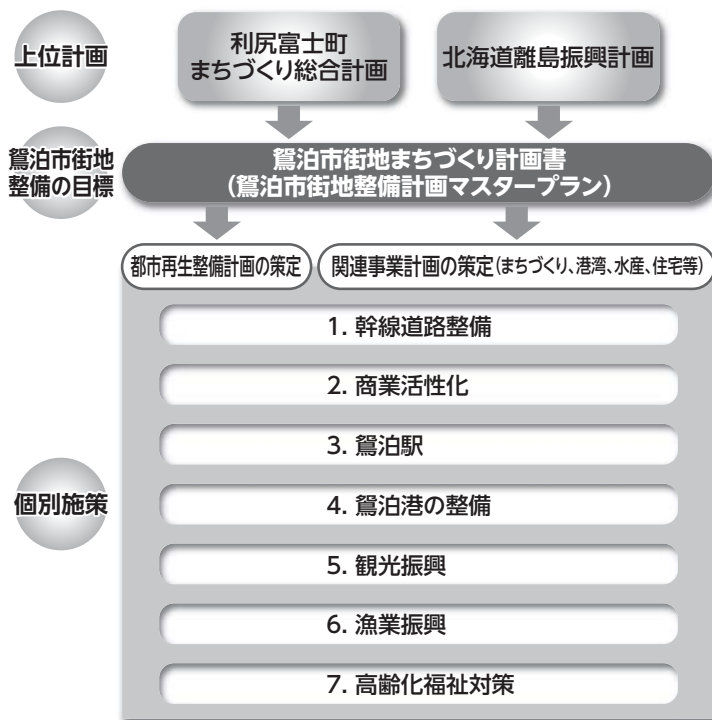 上位計画
利尻富士町
まちづくり総合計画
北海道離島振興計画
鴛泊市街地
整備の目標
鴛泊市街地まちづくり計画書
(鴛泊市街地整備計画マスタープラン)
都市再生整備計画の策定
関連事業計画の策定(まちづくり、港湾、水産、住宅等)
個別施策
1. 幹線道路整備
2. 商業活性化
3. 鴛泊駅
4. 鴛泊港の整備
5. 観光振興
6. 漁業振興
7. 高齢化福祉対策